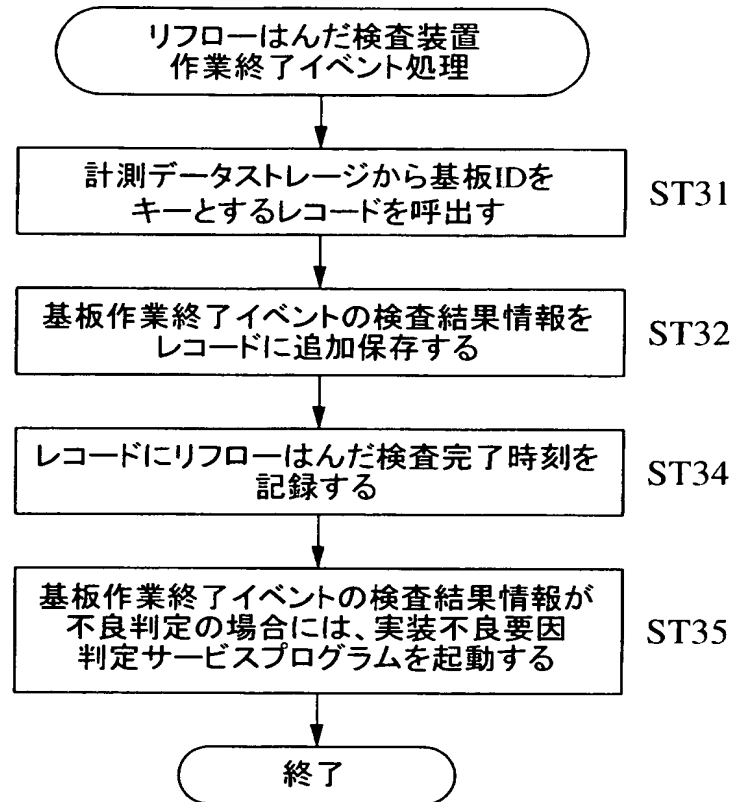 リフローはんだ検査装置
作業終了イベント処理
計測データストレージから基板IDを
キーとするレコードを呼出す
ST31
基板作業終了イベントの検査結果情報を
レコードに追加保存する
ST32
レコードにリフローはんだ検査完了時刻を
記録する
ST34
基板作業終了イベントの検査結果情報が
不良判定の場合には、実装不良要因
判定サービスプログラムを起動する
ST35
終了